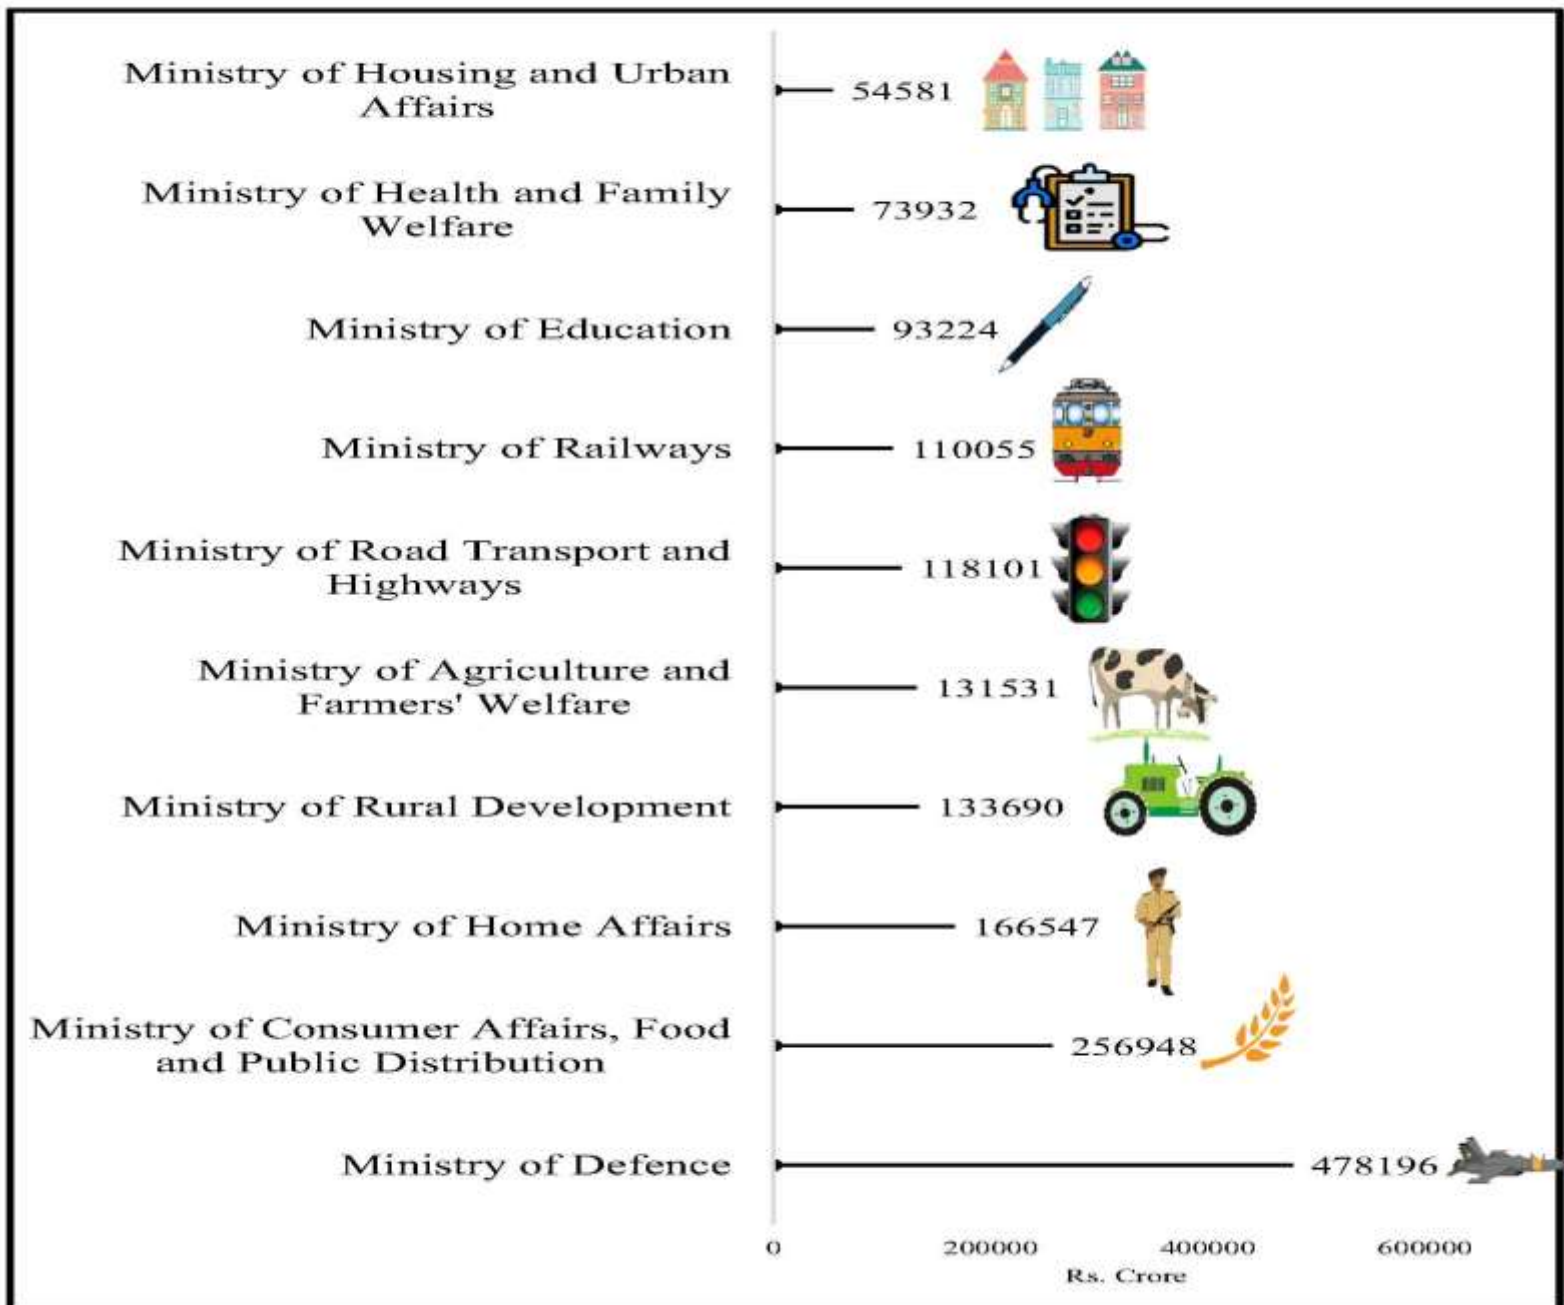 Ministry of Housing and Urban
Affairs
54581
Ministry of Health and Family
Welfare
73932
Ministry of Education
93224
Ministry of Railways
110055
Ministry of Road Transport and
Highways
118101
Ministry of Agriculture and
Farmers' Welfare
131531
Ministry of Rural Development
133690
Ministry of Home Affairs
166547
Ministry of Consumer Affairs, Food
and Public Distribution
256948
Ministry of Defence
478196
0 200000 400000 600000
Rs. Crore